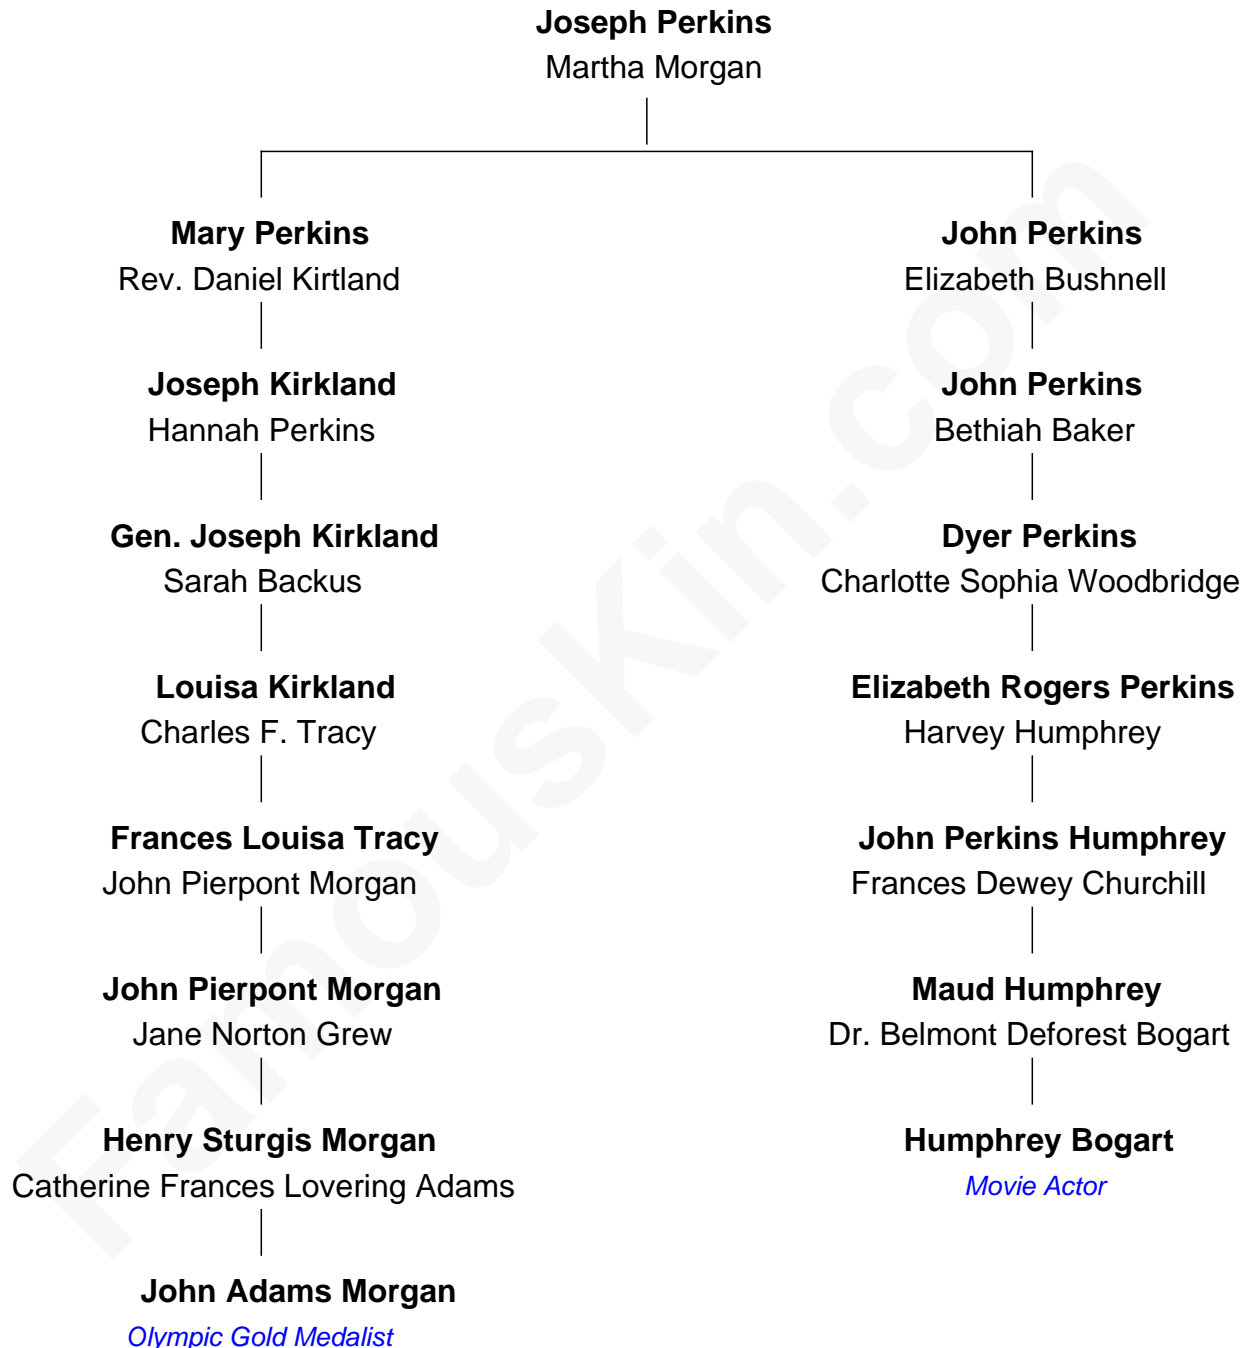 Joseph Perkins
Martha Morgan
Mary Perkins
Rev. Daniel Kirtland
John Perkins
Elizabeth Bushnell
Joseph Kirkland
Hannah Perkins
John Perkins
Bethiah Baker
Gen. Joseph Kirkland
Sarah Backus
Dyer Perkins
Charlotte Sophia Woodbridge
Louisa Kirkland
Charles F. Tracy
Elizabeth Rogers Perkins
Harvey Humphrey
Frances Louisa Tracy
John Pierpont Morgan
John Perkins Humphrey
Frances Dewey Churchill
John Pierpont Morgan
Jane Norton Grew
Maud Humphrey
Dr. Belmont Deforest Bogart
Henry Sturgis Morgan
Catherine Frances Lovering Adams
Humphrey Bogart
Movie Actor
John Adams Morgan
Olympic Gold Medalist
FamousKin.com